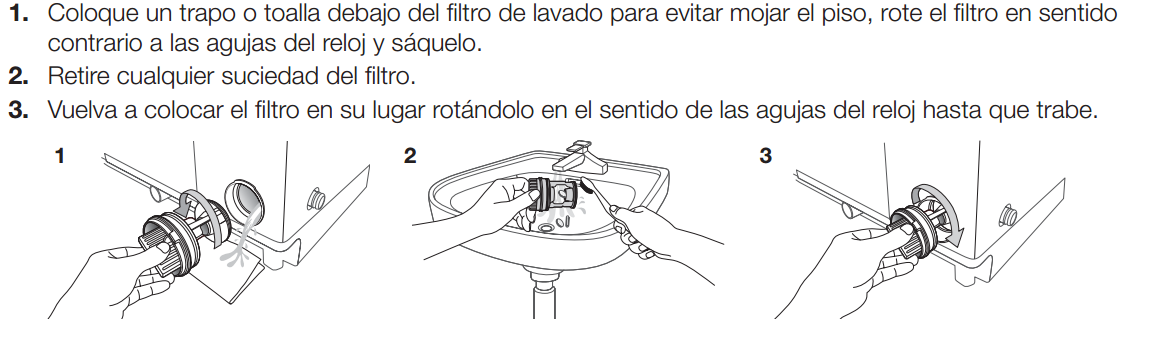 1. Coloque un trapo o toalla debajo del filtro de lavado para evitar mojar el piso, rote el filtro en sentido
contrario a las agujas del reloj y sáquelo.
2. Retire cualquier suciedad del filtro.
3. Vuelva a colocar el filtro en su lugar rotándolo en el sentido de las agujas del reloj hasta que trabe.
1 2 3